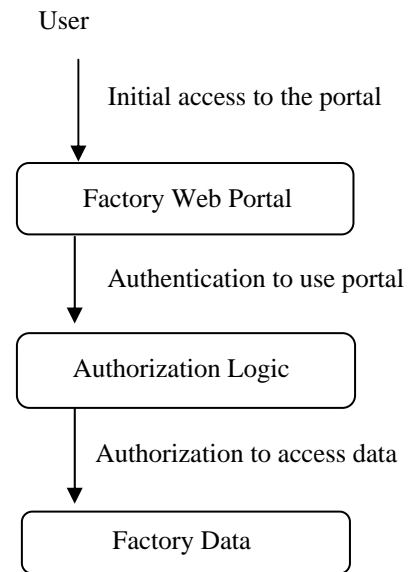 User
Initial access to the portal
Factory Web Portal
Authentication to use portal
Authorization Logic
Authorization to access data
Factory Data